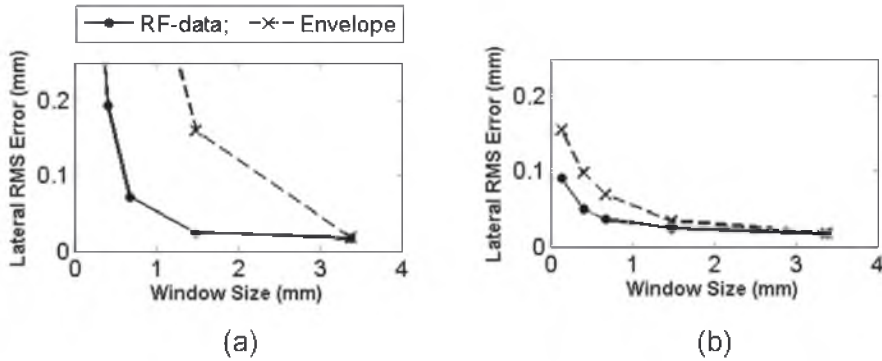 RF-data; Envelope
Lateral RMS Error (mm)
0.2
0.1
0
0 1 2 3 4
Window Size (mm)
(a)
Lateral RMS Error (mm)
0.2
0.1
0
0 1 2 3 4
Window Size (mm)
(b)